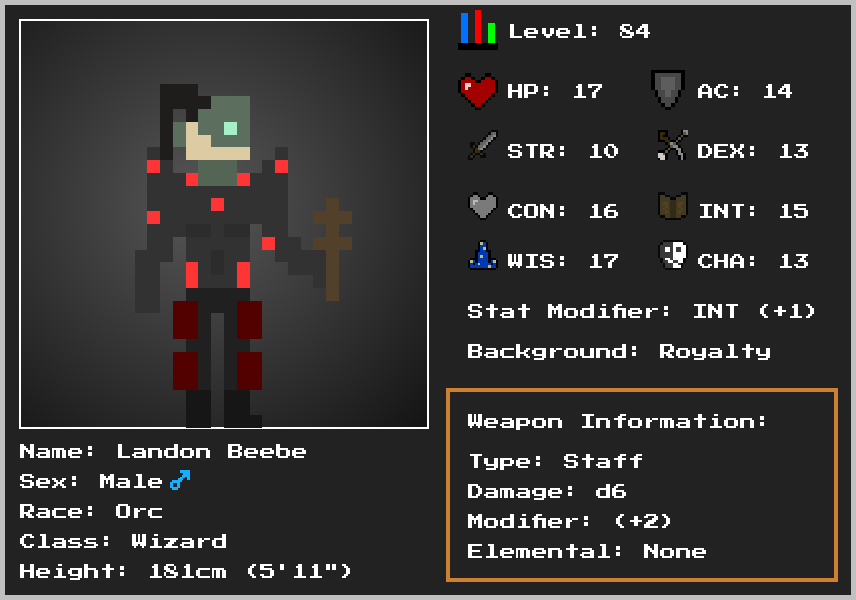 Level: 84
HP: 17 AC: 14
STR: 10 DEX: 13
CON: 16 INT: 15
WIS: 17 CHA: 13
Stat Modifier: INT (+1)
Background: Royalty
Weapon Information:
Type: Staff
Damage: d6
Modifier: (+2)
Elemental: None
Name: Landon Beebe
Sex: Male ♂
Race: Orc
Class: Wizard
Height: 181cm (5'11")